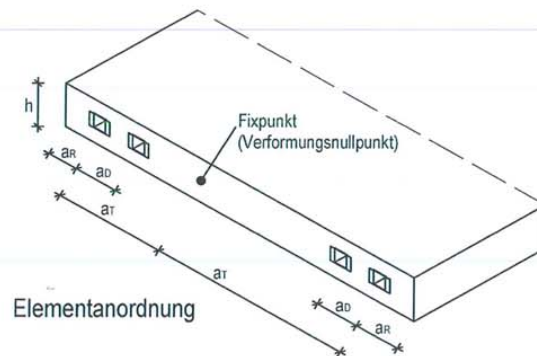 h
Fixpunkt
(Verformungsnullpunkt)
aR
aD
aT
aT
aD
aR
Elementanordnung